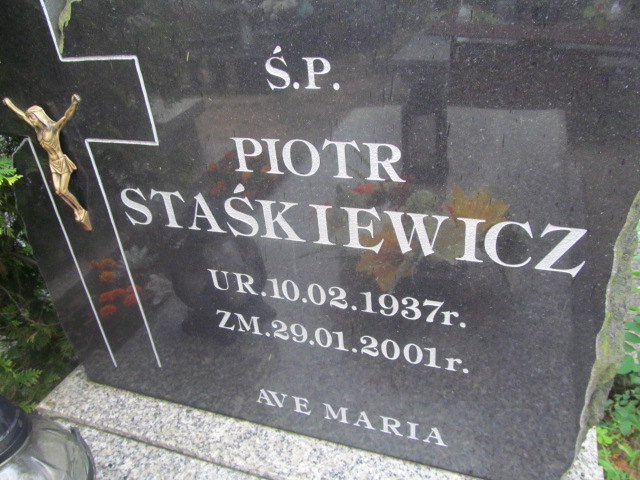 Ś.P.
PIOTR
STAŚKIEWICZ
UR.10.02.1937r.
ZM.29.01.2001r.
AVE MARIA